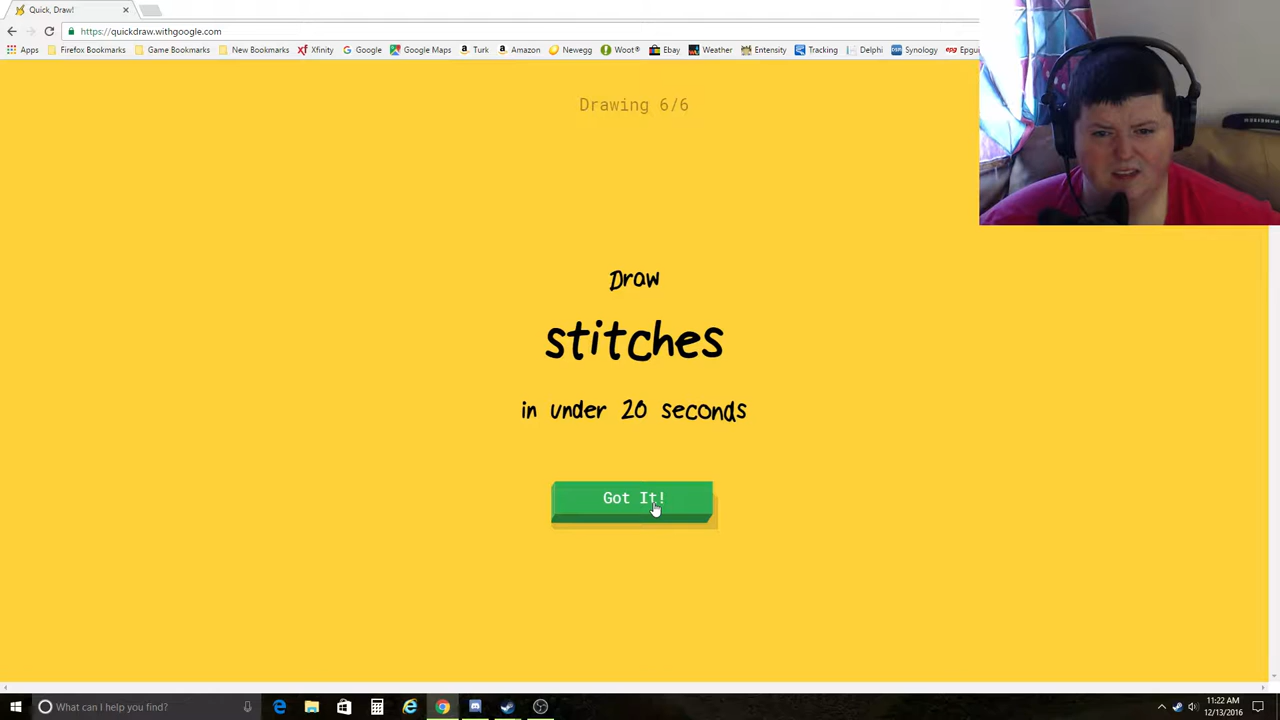 Quick, Draw!
https://quickdraw.withgoogle.com
Apps Firefox Bookmarks Game Bookmarks New Bookmarks Xfinity Google Google Maps Turk Amazon Newegg Woot® Ebay Weather Entensity Tracking Delphi Synology Epgui
Drawing 6/6
Draw
stitches
in under 20 seconds
Got It!
What can I help you find?
11:22 AM
12/13/2016